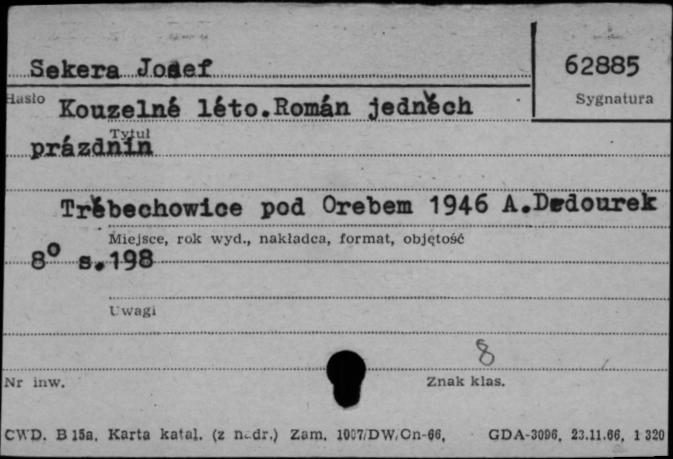 Sekera Josef
62885
Hasło
Sygnatura
Kouzelné léto.Román jedněch
Tytuł
prázdnin
Třebechowice pod Orebem 1946 A.Dedourek
Miejsce, rok wyd., nakładca, format, objętość
8° s.198
Uwagi
8
Nr inw.
Znak klas.
CWD. B 15a. Karta katal. (z nadr.) Zam. 1007/DW/Cn-66, GDA-3096, 23.11.66, 1 320